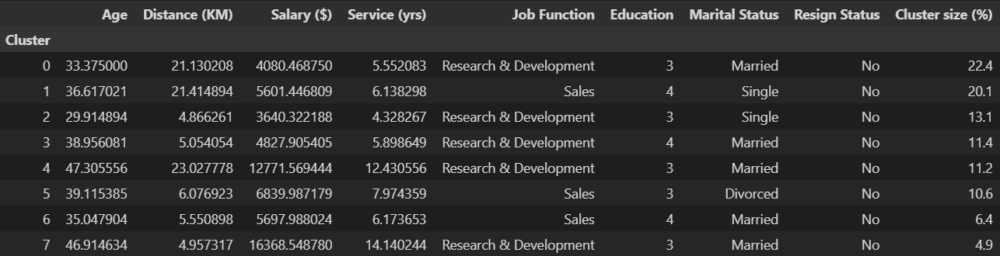 Age Distance (KM) Salary ($) Service (yrs) Job Function Education Marital Status Resign Status Cluster size (%)
Cluster
0 33.375000 21.130208 4080.468750 5.552083 Research & Development 3 Married No 22.4
1 36.617021 21.414894 5601.446809 6.138298 Sales 4 Single No 20.1
2 29.914894 4.866261 3640.322188 4.328267 Research & Development 3 Single No 13.1
3 38.956081 5.054054 4827.905405 5.898649 Research & Development 4 Married No 11.4
4 47.305556 23.027778 12771.569444 12.430556 Research & Development 3 Married No 11.2
5 39.115385 6.076923 6839.987179 7.974359 Sales 3 Divorced No 10.6
6 35.047904 5.550898 5697.988024 6.173653 Sales 4 Married No 6.4
7 46.914634 4.957317 16368.548780 14.140244 Research & Development 3 Married No 4.9